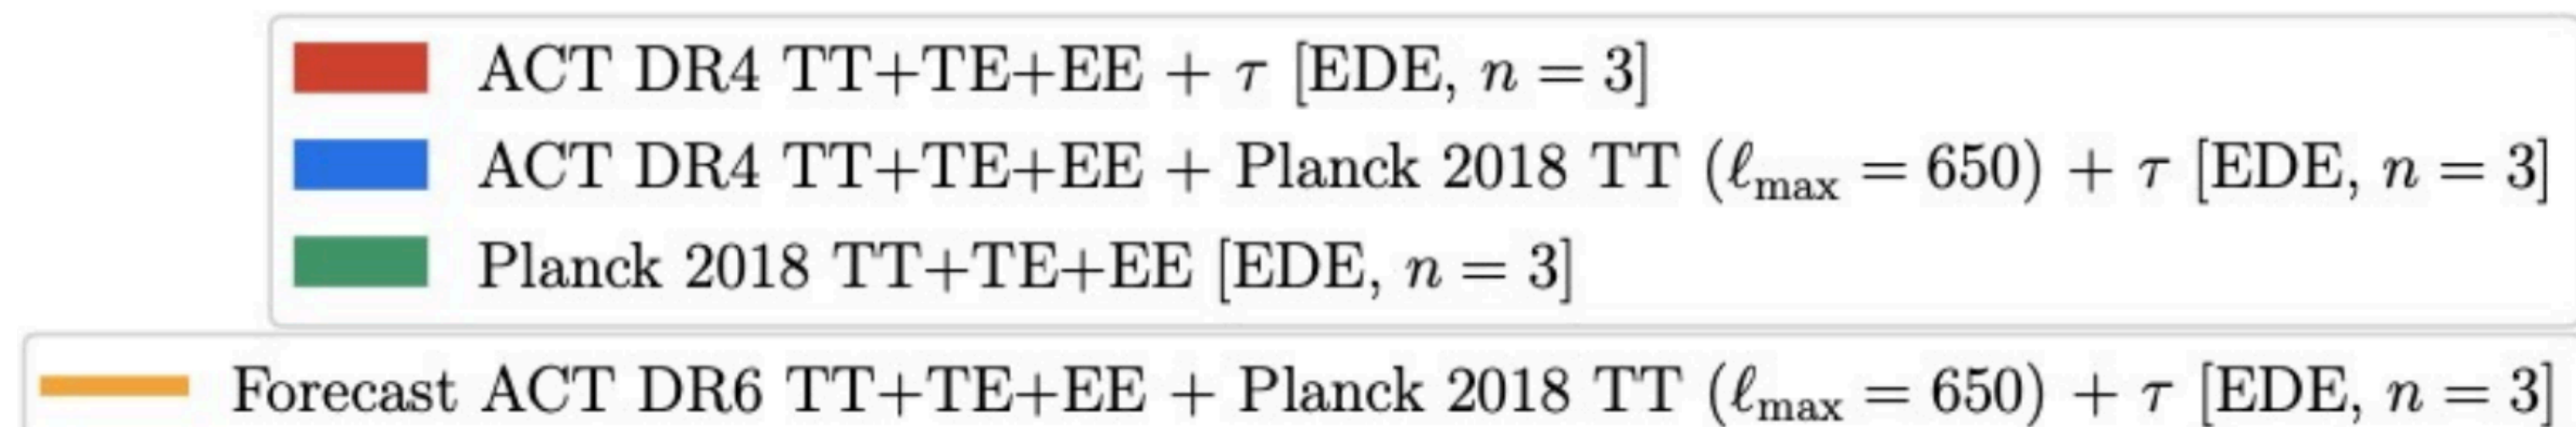 ACT DR4 TT+TE+EE + τ [EDE, n = 3]
ACT DR4 TT+TE+EE + Planck 2018 TT (ℓmax = 650) + τ [EDE, n = 3]
Planck 2018 TT+TE+EE [EDE, n = 3]
Forecast ACT DR6 TT+TE+EE + Planck 2018 TT (ℓmax = 650) + τ [EDE, n = 3]